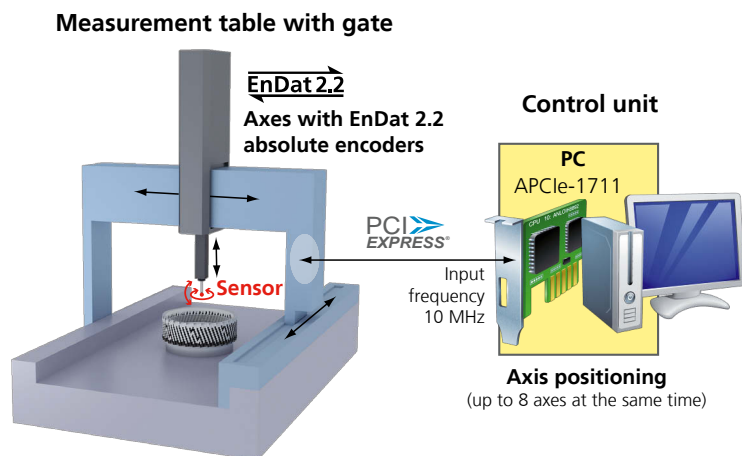 Measurement table with gate
EnDat 2.2
Axes with EnDat 2.2
absolute encoders
Sensor
PCI
EXPRESS®
Input
frequency
10 MHz
Control unit
PC
APCIe-1711
Axis positioning
(up to 8 axes at the same time)